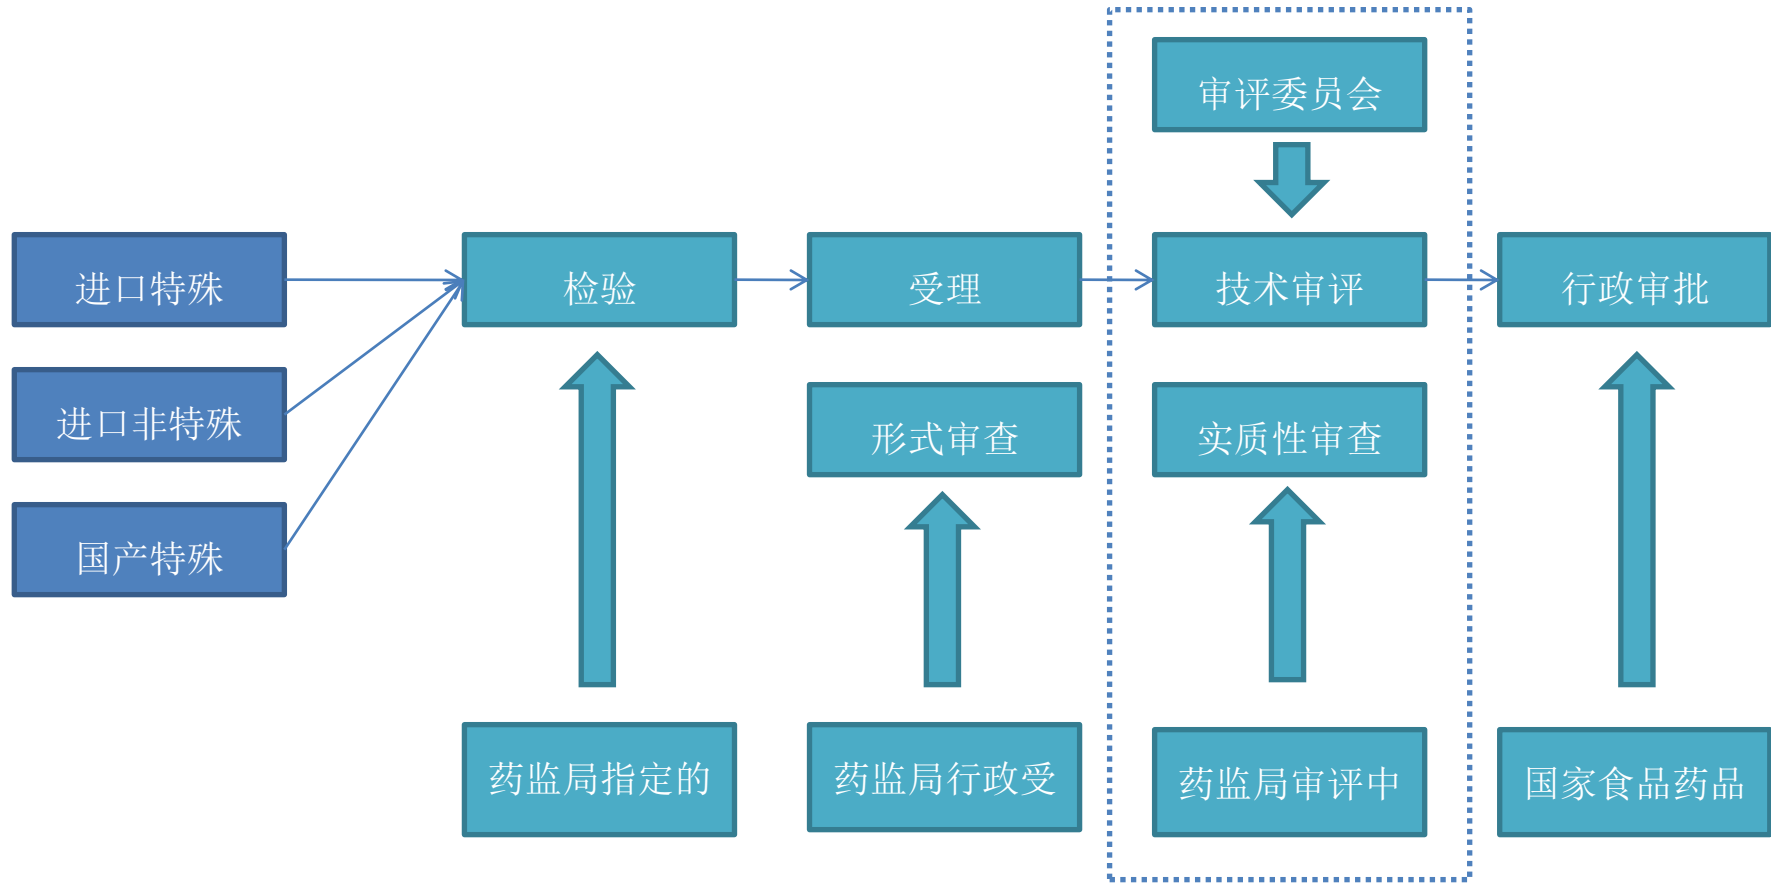 审评委员会
进口特殊
检验
受理
技术审评
行政审批
进口非特殊
形式审查
实质性审查
国产特殊
药监局指定的
药监局行政受
药监局审评中
国家食品药品